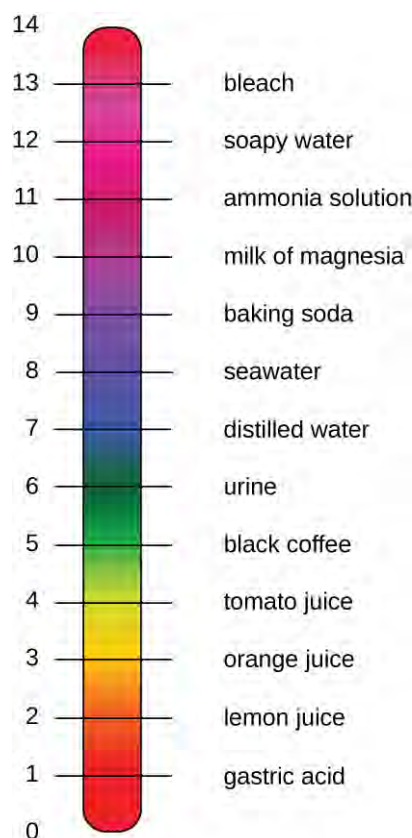 14
13 bleach
12 soapy water
11 ammonia solution
10 milk of magnesia
9 baking soda
8 seawater
7 distilled water
6 urine
5 black coffee
4 tomato juice
3 orange juice
2 lemon juice
1 gastric acid
0